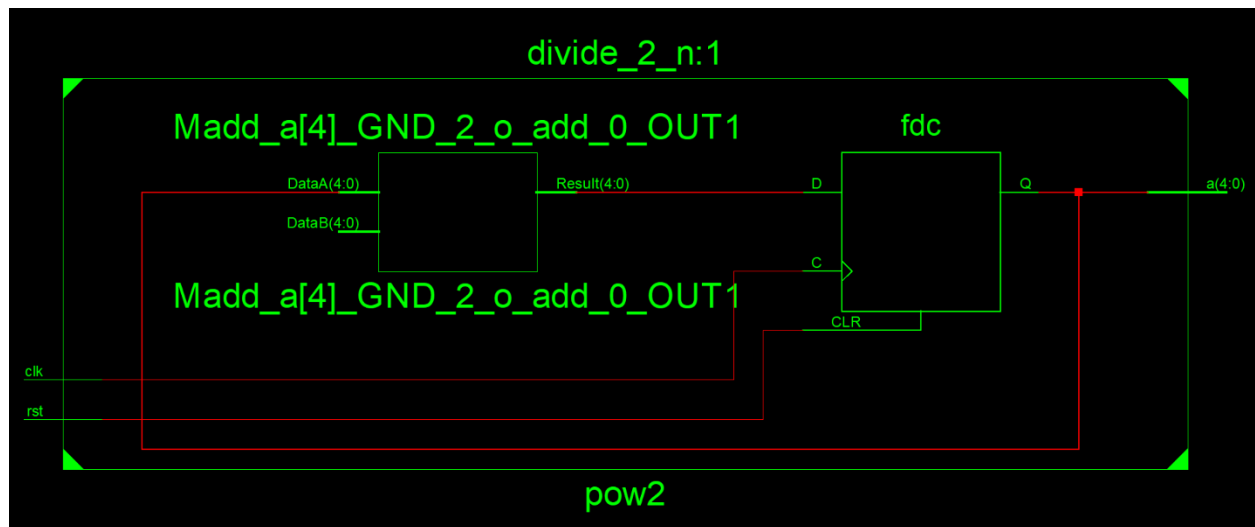 divide_2_n:1
Madd_a[4]_GND_2_o_add_0_OUT1
fdc
DataA(4:0)
Result(4:0)
D
Q
a(4:0)
DataB(4:0)
C
Madd_a[4]_GND_2_o_add_0_OUT1
CLR
clk
rst
pow2